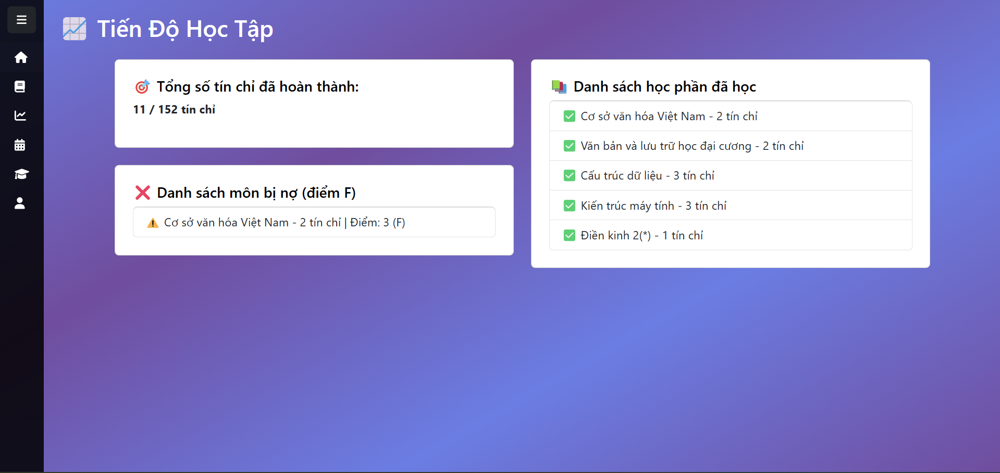 Tiến Độ Học Tập
Tổng số tín chỉ đã hoàn thành:
11 / 152 tín chỉ
Danh sách môn bị nợ (điểm F)
Cơ sở văn hóa Việt Nam - 2 tín chỉ | Điểm: 3 (F)
Danh sách học phần đã học
Cơ sở văn hóa Việt Nam - 2 tín chỉ
Văn bản và lưu trữ học đại cương - 2 tín chỉ
Cấu trúc dữ liệu - 3 tín chỉ
Kiến trúc máy tính - 3 tín chỉ
Điền kinh 2(*) - 1 tín chỉ